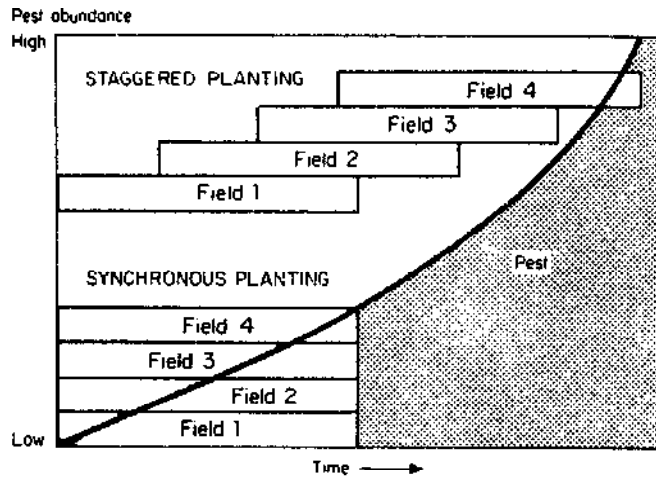 Pest abundance
High
STAGGERED PLANTING
Field 4
Field 3
Field 2
Field 1
Pest
SYNCHRONOUS PLANTING
Field 4
Field 3
Field 2
Field 1
Low
Time